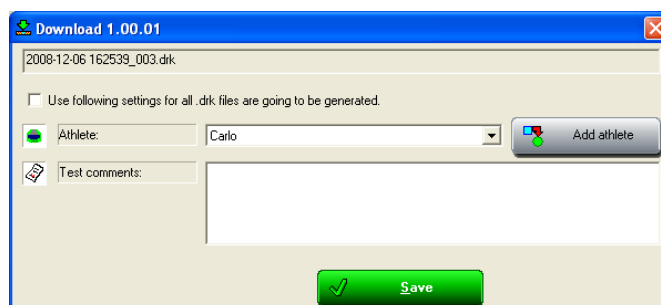 Download 1.00.01
2008-12-06 162539_003.drk
Use following settings for all .drk files are going to be generated.
Athlete: Carlo Add athlete
Test comments:
Save